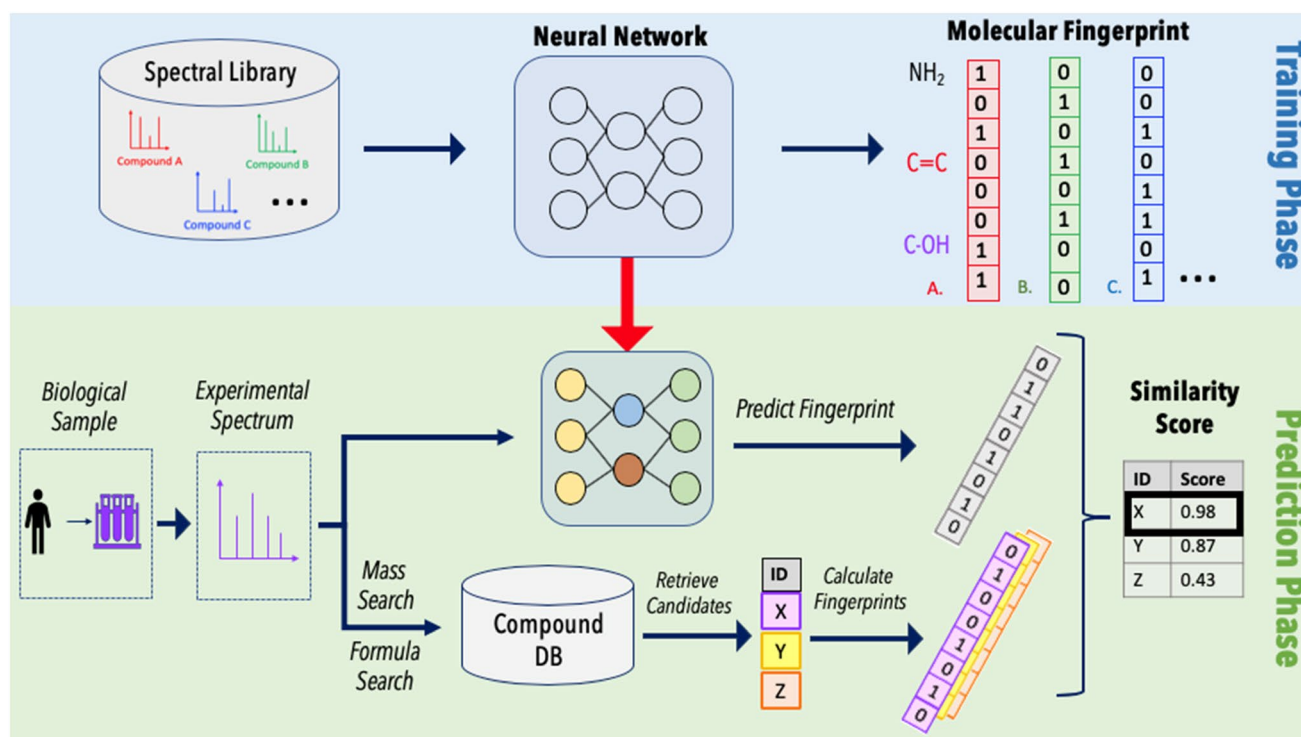 Neural Network
Molecular Fingerprint
Training Phase
Spectral Library
Compound A
Compound B
Compound C
...
NH2
C=C
C-OH
1
0
1
0
0
0
1
1
A.
0
1
0
1
0
1
0
0
B.
0
0
1
0
1
1
0
1
C.
...
Prediction Phase
Biological
Sample
Experimental
Spectrum
Predict Fingerprint
0
1
1
0
1
0
1
0
Mass
Search
Formula
Search
Compound
DB
Retrieve
Candidates
ID
X
Y
Z
Calculate
Fingerprints
0
1
0
0
1
0
1
0
Similarity
Score
ID Score
X 0.98
Y 0.87
Z 0.43